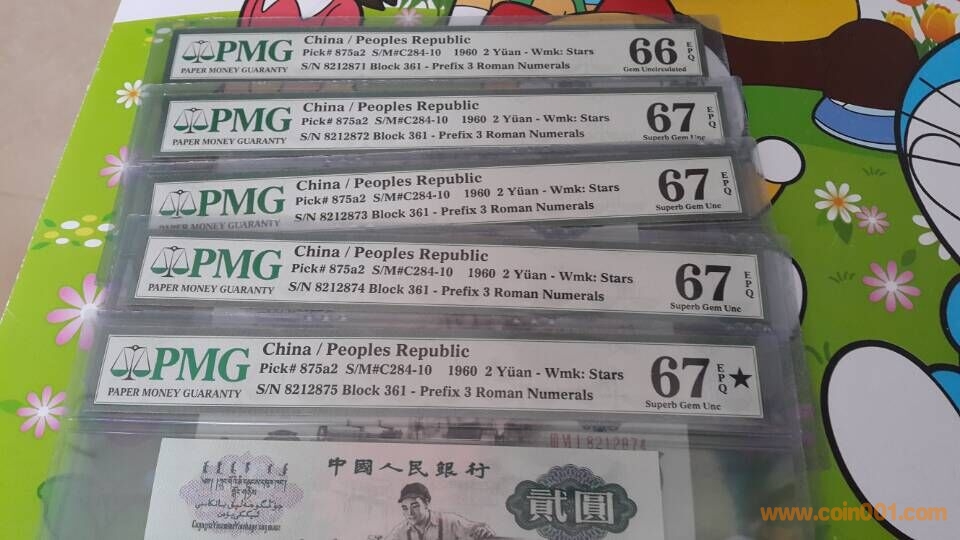 PMG
PAPER MONEY GUARANTY
China / Peoples Republic
Pick# 875a2 S/M#C284-10 1960 2 Yüan - Wmk: Stars
S/N 8212871 Block 361 - Prefix 3 Roman Numerals
66 EPQ
Gem Uncirculated
PMG
PAPER MONEY GUARANTY
China / Peoples Republic
Pick# 875a2 S/M#C284-10 1960 2 Yüan - Wmk: Stars
S/N 8212872 Block 361 - Prefix 3 Roman Numerals
67 EPQ
Superb Gem Unc
PMG
PAPER MONEY GUARANTY
China / Peoples Republic
Pick# 875a2 S/M#C284-10 1960 2 Yüan - Wmk: Stars
S/N 8212873 Block 361 - Prefix 3 Roman Numerals
67 EPQ
Superb Gem Unc
PMG
PAPER MONEY GUARANTY
China / Peoples Republic
Pick# 875a2 S/M#C284-10 1960 2 Yüan - Wmk: Stars
S/N 8212874 Block 361 - Prefix 3 Roman Numerals
67 EPQ
Superb Gem Unc
PMG
PAPER MONEY GUARANTY
China / Peoples Republic
Pick# 875a2 S/M#C284-10 1960 2 Yüan - Wmk: Stars
S/N 8212875 Block 361 - Prefix 3 Roman Numerals
67 EPQ★
Superb Gem Unc
8212874
中國人民銀行
貳圓
www.coin001.com